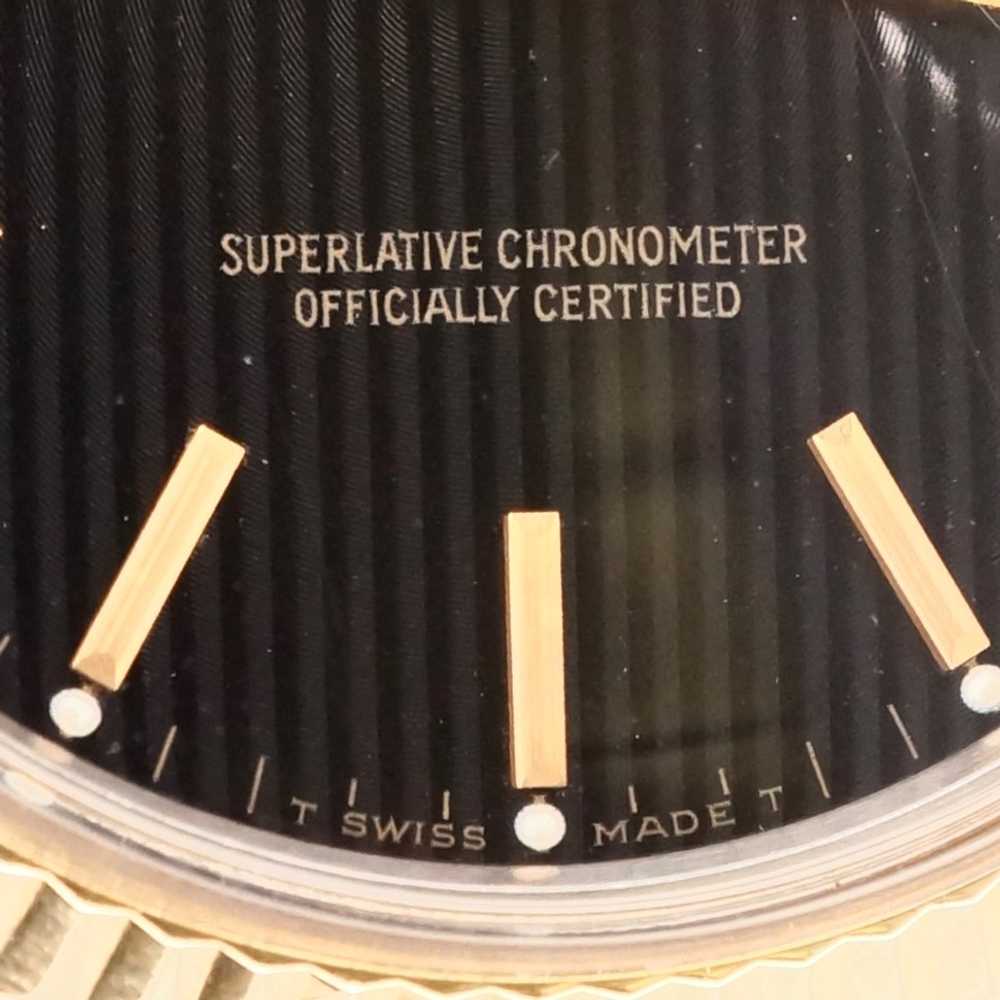 SUPERLATIVE CHRONOMETER
OFFICIALLY CERTIFIED
T SWISS MADE T